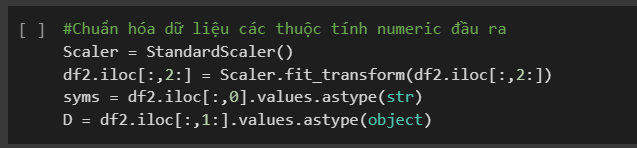 [ ] #Chuẩn hóa dữ liệu các thuộc tính numeric đầu ra
Scaler = StandardScaler()
df2.iloc[:,2:] = Scaler.fit_transform(df2.iloc[:,2:])
syms = df2.iloc[:,0].values.astype(str)
D = df2.iloc[:,1:].values.astype(object)